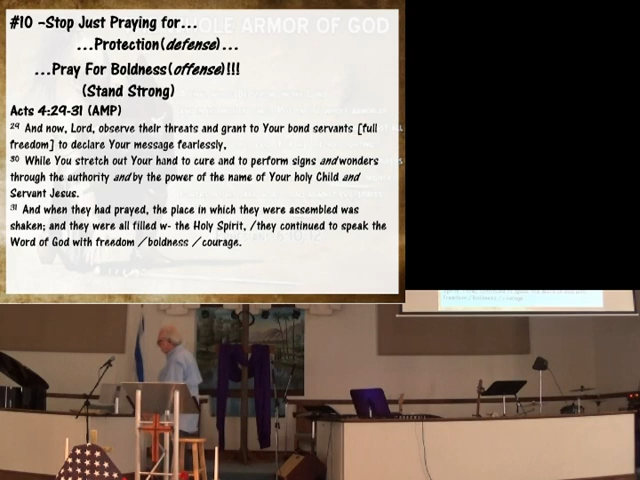 WHOLE ARMOR OF GOD
#10 –Stop Just Praying for...
...Protection(defense)...
...Pray For Boldness(offense)!!!
(Stand Strong)
Acts 4:29-31 (AMP)
29 And now, Lord, observe their threats and grant to Your bond servants [full
freedom] to declare Your message fearlessly,
30 While You stretch out Your hand to cure and to perform signs and wonders
through the authority and by the power of the name of Your holy Child and
Servant Jesus.
31 And when they had prayed, the place in which they were assembled was
shaken; and they were all filled w- the Holy Spirit, /they continued to speak the
Word of God with freedom /boldness /courage.